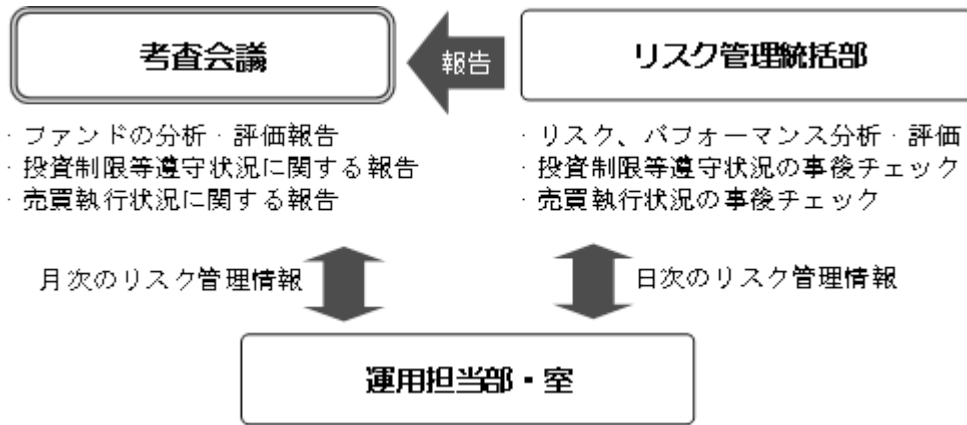 考査会議
報告
リスク管理統括部
・ファンドの分析・評価報告
・投資制限等遵守状況に関する報告
・売買執行状況に関する報告
・リスク、パフォーマンス分析・評価
・投資制限等遵守状況の事後チェック
・売買執行状況の事後チェック
月次のリスク管理情報
日次のリスク管理情報
運用担当部・室